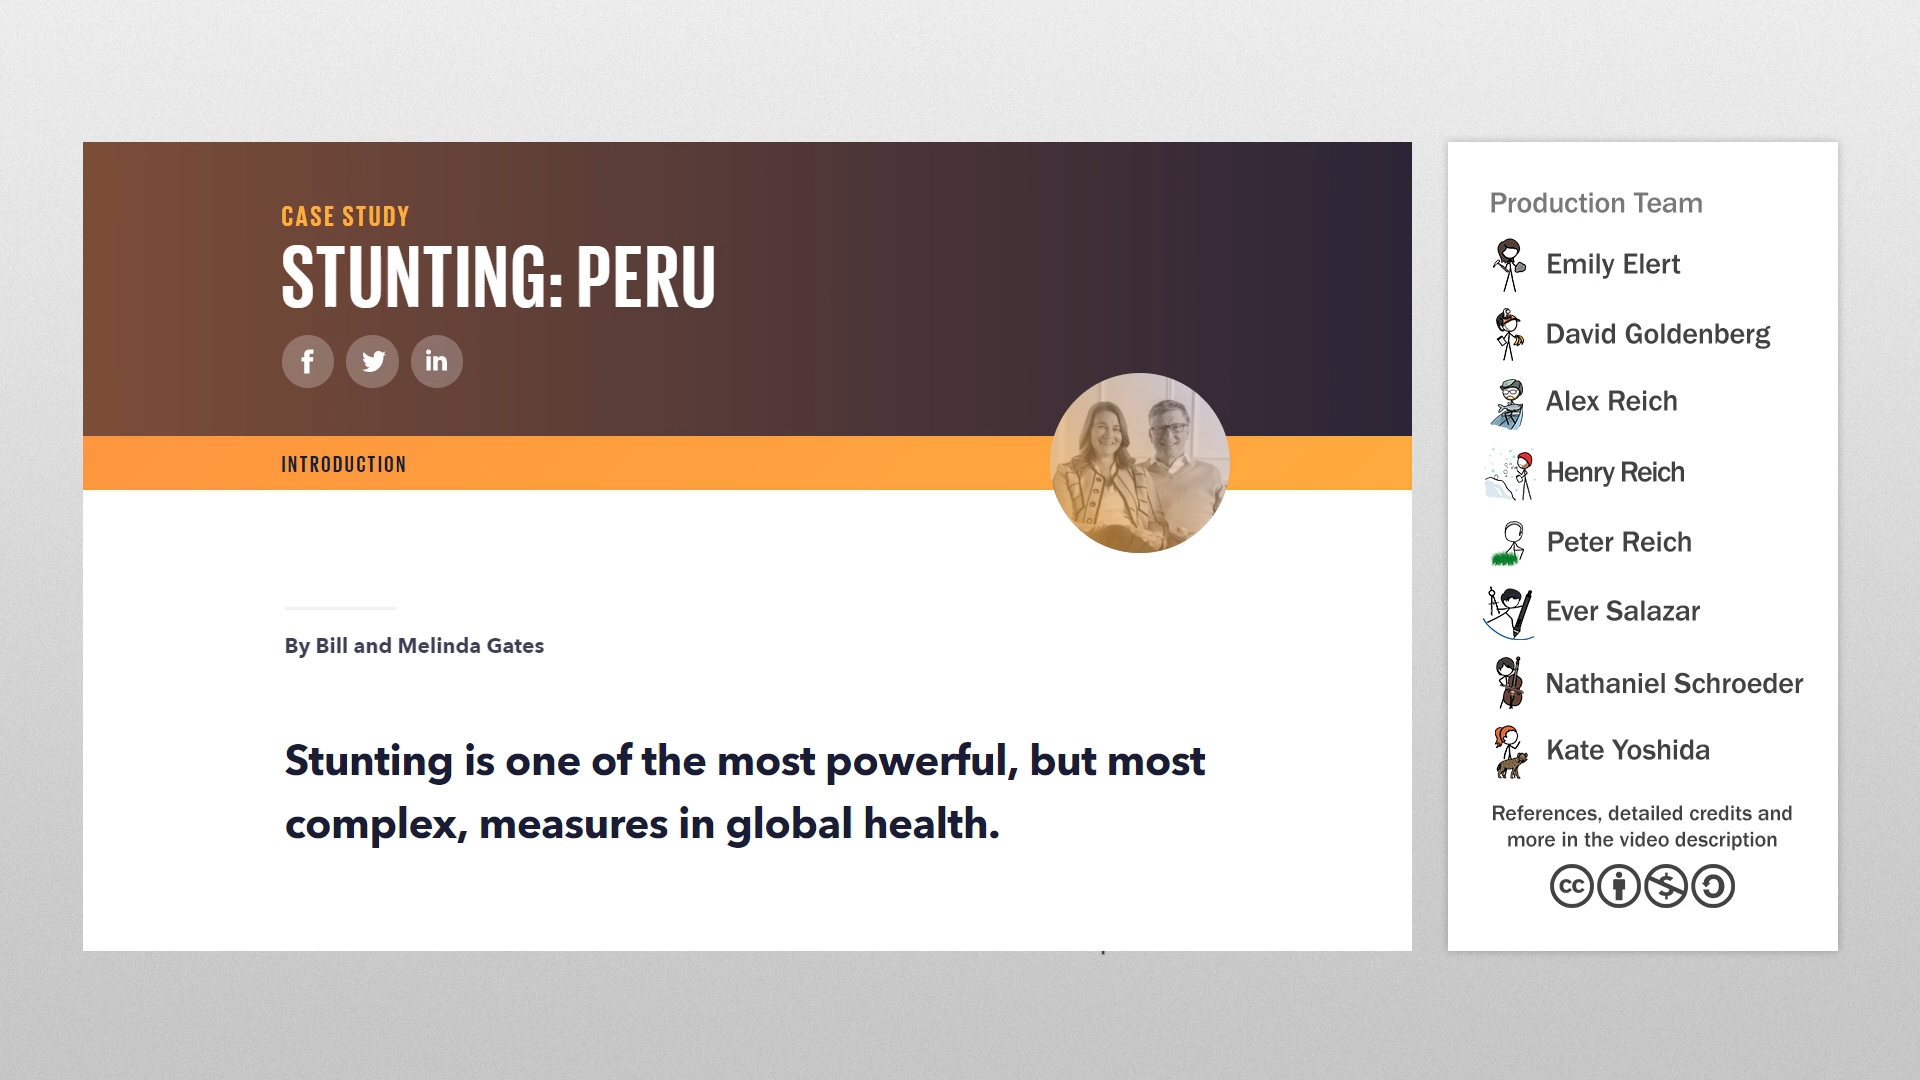 CASE STUDY
STUNTING: PERU
f
in
INTRODUCTION
By Bill and Melinda Gates
Stunting is one of the most powerful, but most
complex, measures in global health.
Production Team
Emily Elert
David Goldenberg
Alex Reich
Henry Reich
Peter Reich
Ever Salazar
Nathaniel Schroeder
Kate Yoshida
References, detailed credits and
more in the video description
cc